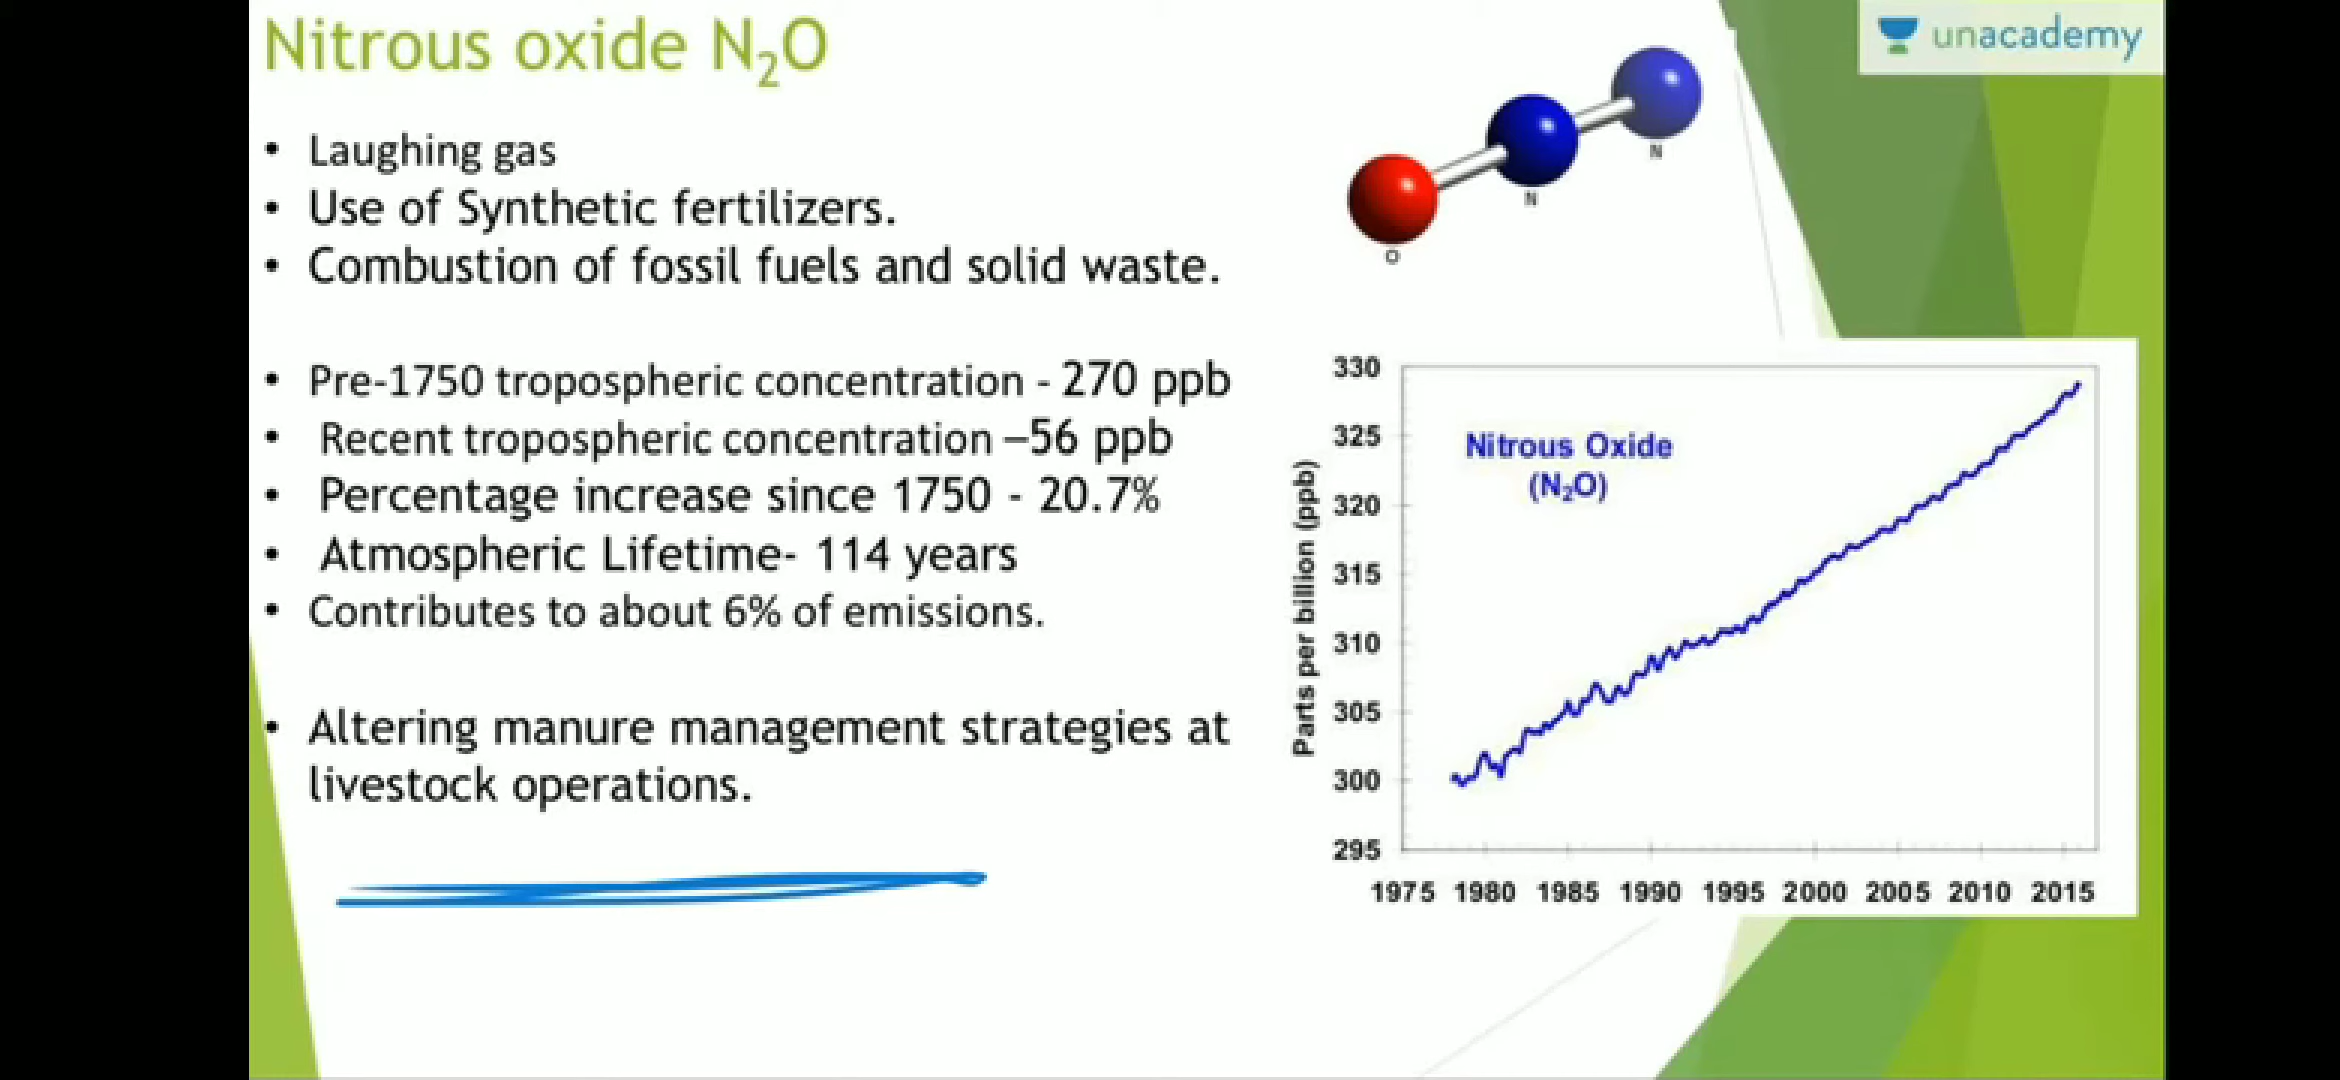 Nitrous oxide N₂O
unacademy
• Laughing gas
• Use of Synthetic fertilizers.
• Combustion of fossil fuels and solid waste.
• Pre-1750 tropospheric concentration - 270 ppb
• Recent tropospheric concentration –56 ppb
• Percentage increase since 1750 - 20.7%
• Atmospheric Lifetime- 114 years
• Contributes to about 6% of emissions.
• Altering manure management strategies at
livestock operations.
N
N
O
Nitrous Oxide
(N₂O)
Parts per billion (ppb)
330
325
320
315
310
305
300
295
1975 1980 1985 1990 1995 2000 2005 2010 2015